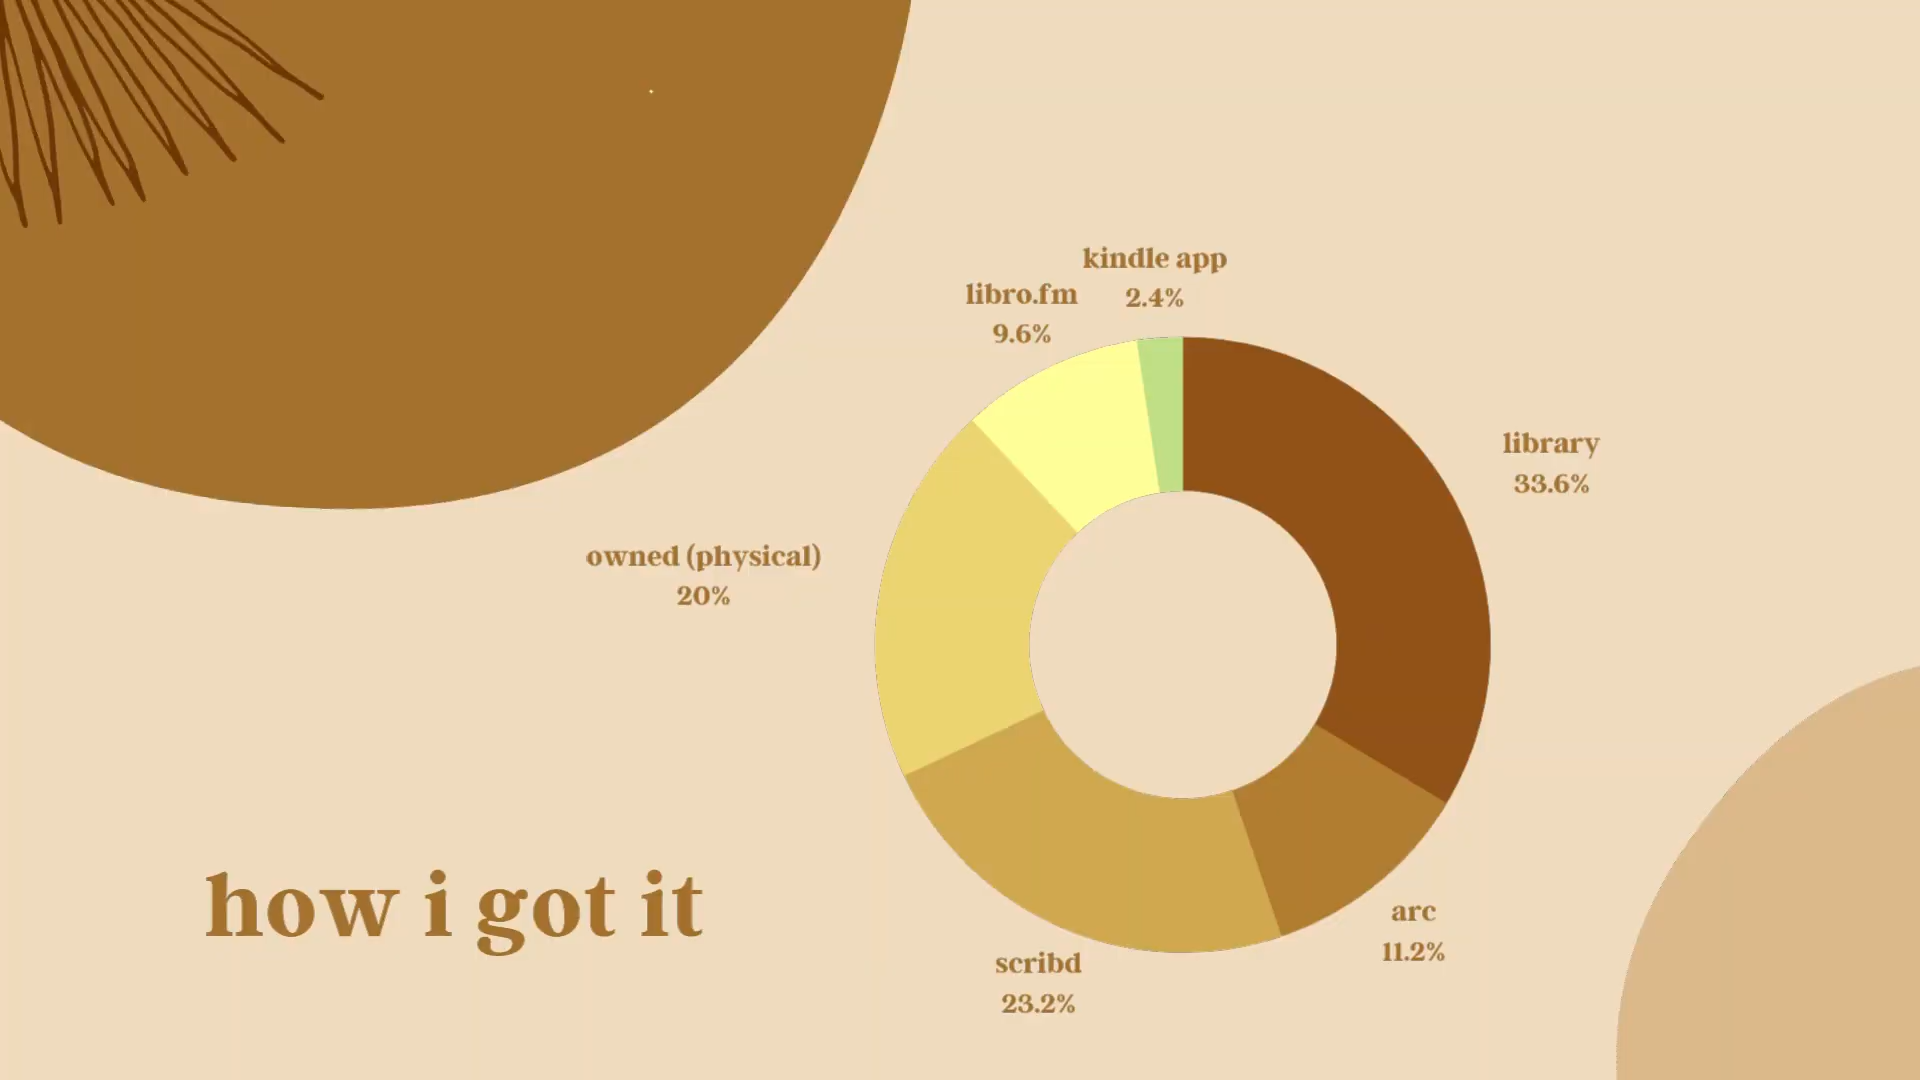 kindle app
2.4%
libro.fm
9.6%
library
33.6%
owned (physical)
20%
how i got it
arc
11.2%
scribd
23.2%